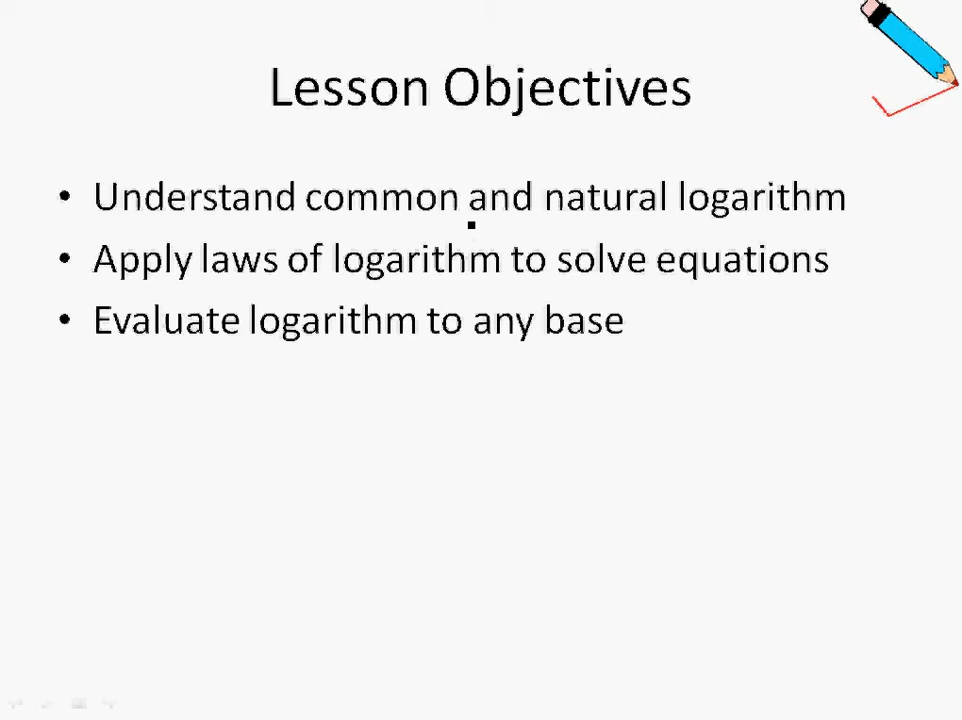 Lesson Objectives
• Understand common and natural logarithm
• Apply laws of logarithm to solve equations
• Evaluate logarithm to any base